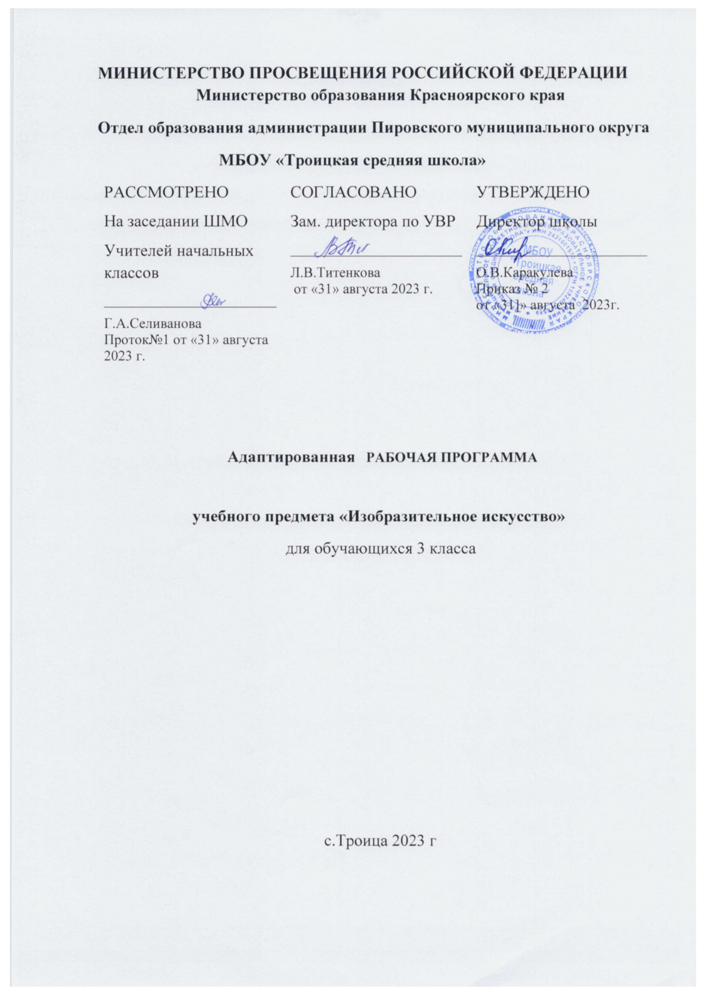 МИНИСТЕРСТВО ПРОСВЕЩЕНИЯ РОССИЙСКОЙ ФЕДЕРАЦИИ
Министерство образования Красноярского края
Отдел образования администрации Пировского муниципального округа
МБОУ «Троицкая средняя школа»
РАССМОТРЕНО
На заседании ШМО
Учителей начальных
классов
Г.А.Селиванова
Проток№1 от «31» августа
2023 г.
СОГЛАСОВАНО
Зам. директора по УВР
Л.В.Титенкова
от «31» августа 2023 г.
УТВЕРЖДЕНО
Директор школы
О.В.Каракулева
Приказ № 2
от «31]» августа 2023г.
МБОУ
"Троицкая
средняя
школа"
Адаптированная РАБОЧАЯ ПРОГРАММА
учебного предмета «Изобразительное искусство»
для обучающихся 3 класса
с.Троица 2023 г